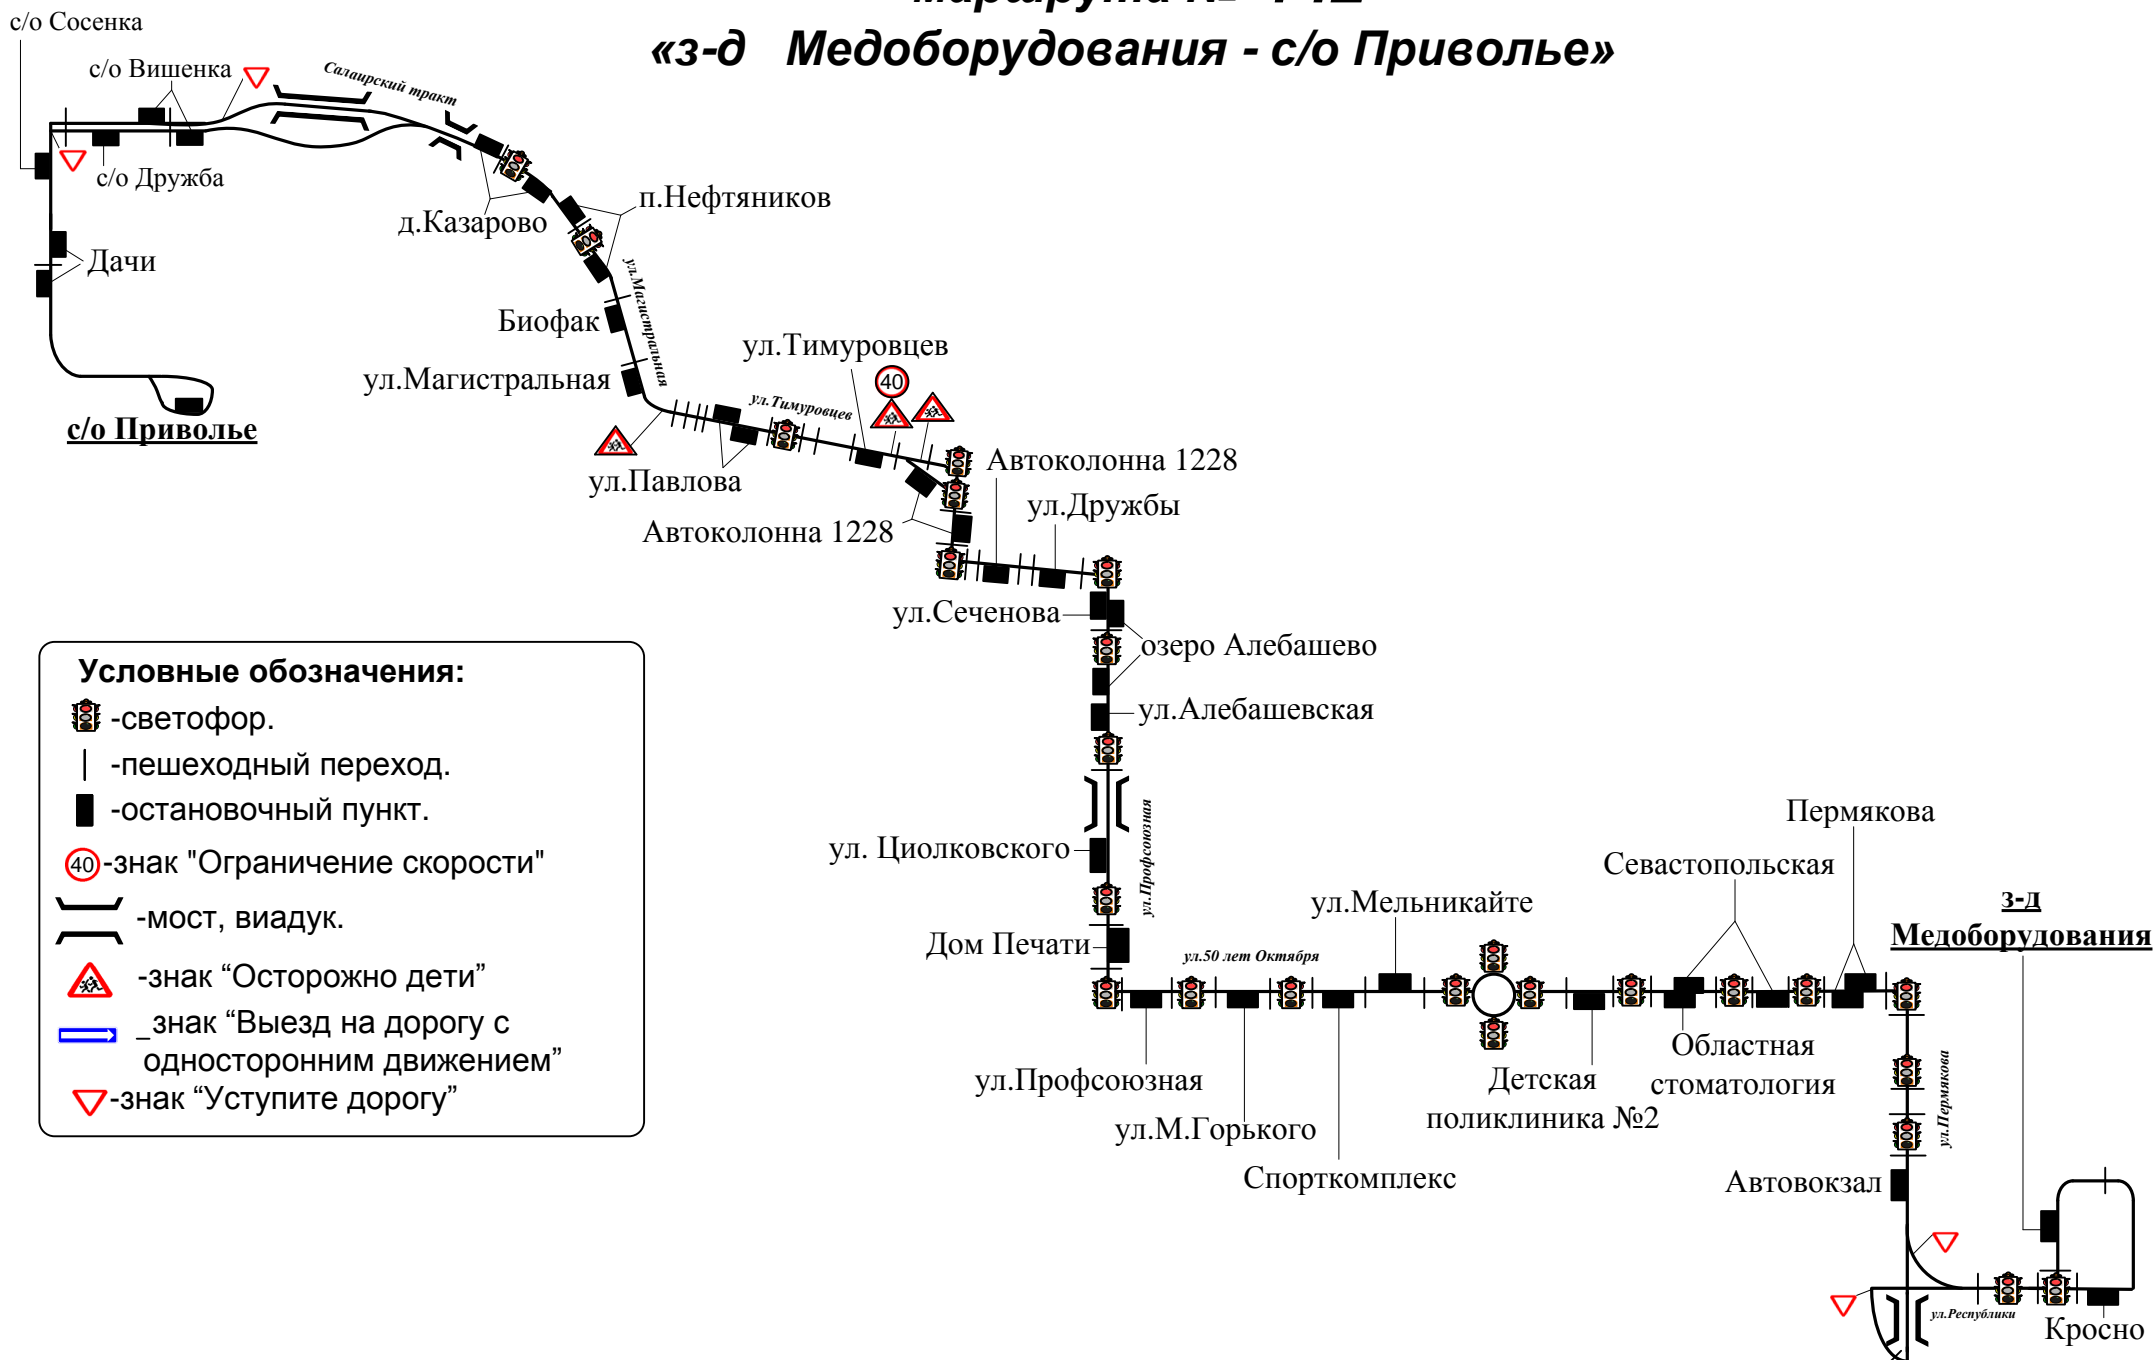 «з-д Медоборудования - с/о Приволье»
с/о Сосенка
с/о Вишенка
Салаирский тракт
с/о Дружба
п.Нефтяников
д.Казарово
Дачи
ул.Магистральная
Биофак
ул.Тимуровцев
ул.Магистральная
40
ул.Тимуровцев
с/о Приволье
ул.Павлова
Автоколонна 1228
ул.Дружбы
Автоколонна 1228
ул.Сеченова
озеро Алебашево
ул.Алебашевская
Условные обозначения:
-светофор.
-пешеходный переход.
-остановочный пункт.
40 -знак "Ограничение скорости"
-мост, виадук.
-знак “Осторожно дети”
_знак “Выезд на дорогу с
односторонним движением”
-знак “Уступите дорогу”
ул.Профсоюзная
ул. Циолковского
Пермякова
Севастопольская
ул.Мельникайте
з-д
Медоборудования
Дом Печати
ул.50 лет Октября
ул.Профсоюзная
ул.М.Горького
Спорткомплекс
Детская
поликлиника №2
Областная
стоматология
ул.Пермякова
Автовокзал
ул.Республики
Кросно